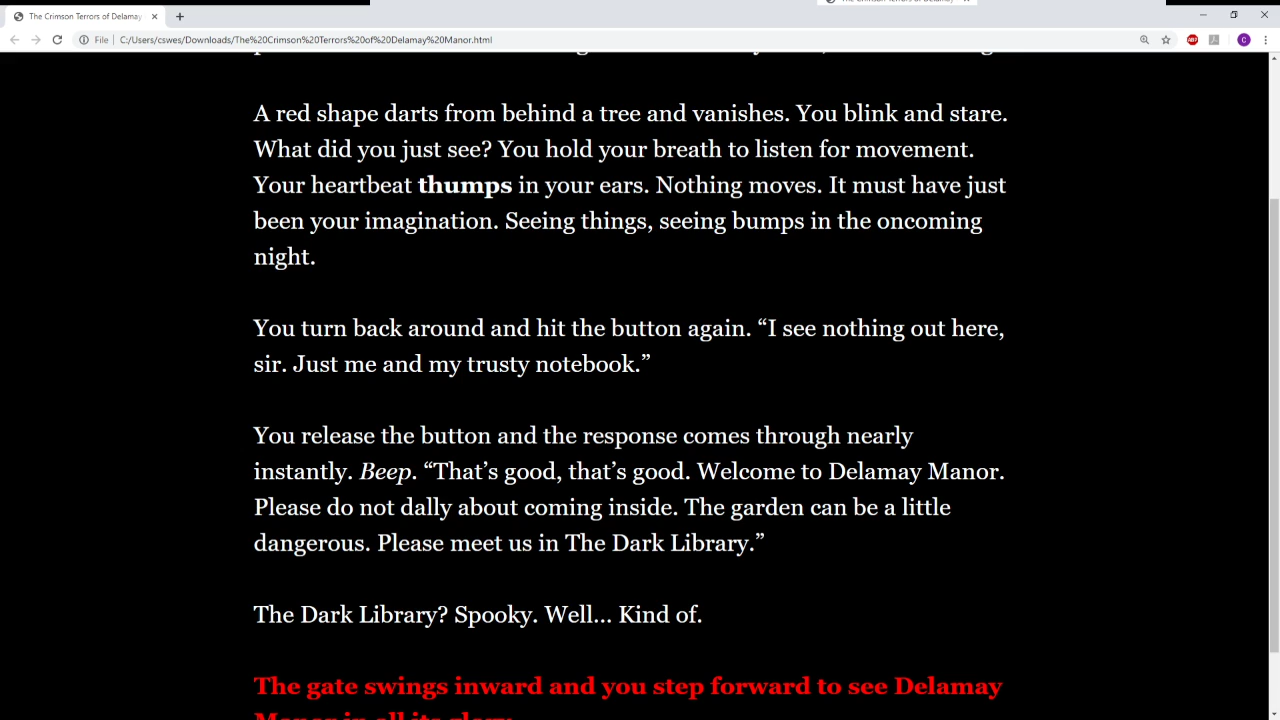 The Crimson Terrors of Delamay
File
C:/Users/cswes/Downloads/The%20Crimson%20Terrors%20of%20Delamay%20Manor.html
ABP
C
A red shape darts from behind a tree and vanishes. You blink and stare.
What did you just see? You hold your breath to listen for movement.
Your heartbeat thumps in your ears. Nothing moves. It must have just
been your imagination. Seeing things, seeing bumps in the oncoming
night.
You turn back around and hit the button again. “I see nothing out here,
sir. Just me and my trusty notebook.”
You release the button and the response comes through nearly
instantly. Beep. “That’s good, that’s good. Welcome to Delamay Manor.
Please do not dally about coming inside. The garden can be a little
dangerous. Please meet us in The Dark Library.”
The Dark Library? Spooky. Well... Kind of.
The gate swings inward and you step forward to see Delamay
Manor in all its glory.